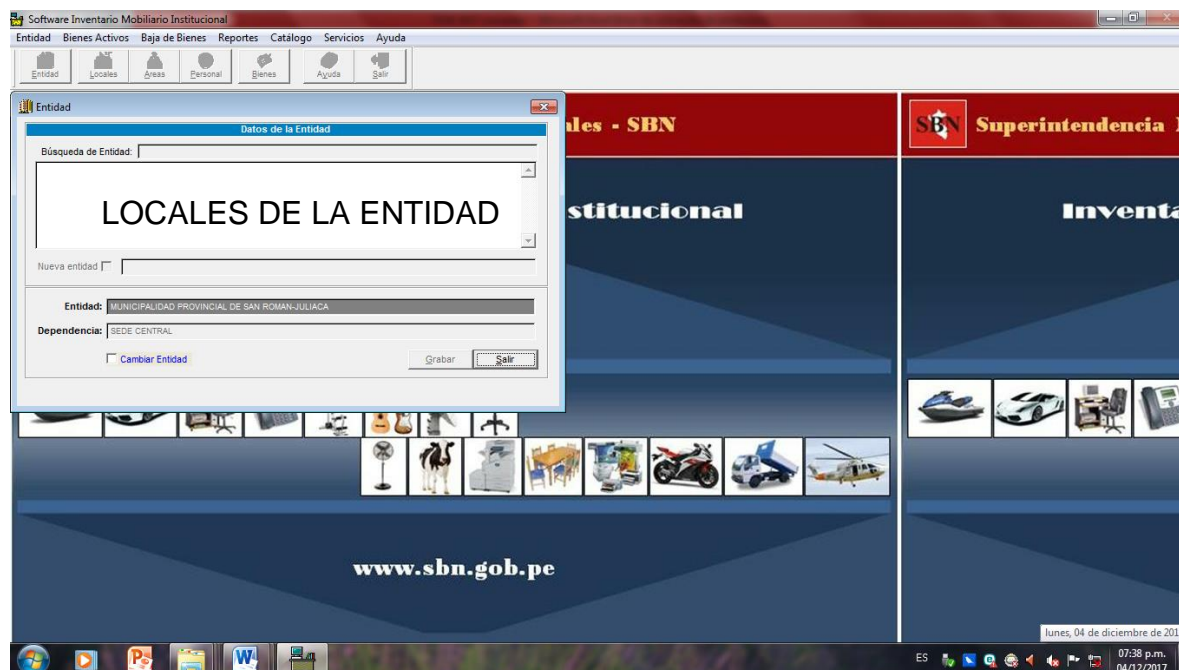 Software Inventario Mobiliario Institucional
Entidad Bienes Activos Baja de Bienes Reportes Catálogo Servicios Ayuda
Entidad Locales Áreas Personal Bienes Ayuda Salir
Entidad
Datos de la Entidad
Búsqueda de Entidad:
LOCALES DE LA ENTIDAD
Nueva entidad
Entidad: MUNICIPALIDAD PROVINCIAL DE SAN ROMAN-JULIACA
Dependencia: SEDE CENTRAL
Cambiar Entidad Grabar Salir
ales - SBN
SBN Superintendencia
stitucional
Inventa
www.sbn.gob.pe
lunes, 04 de diciembre de 201
ES 07:38 p.m.
04/12/2017